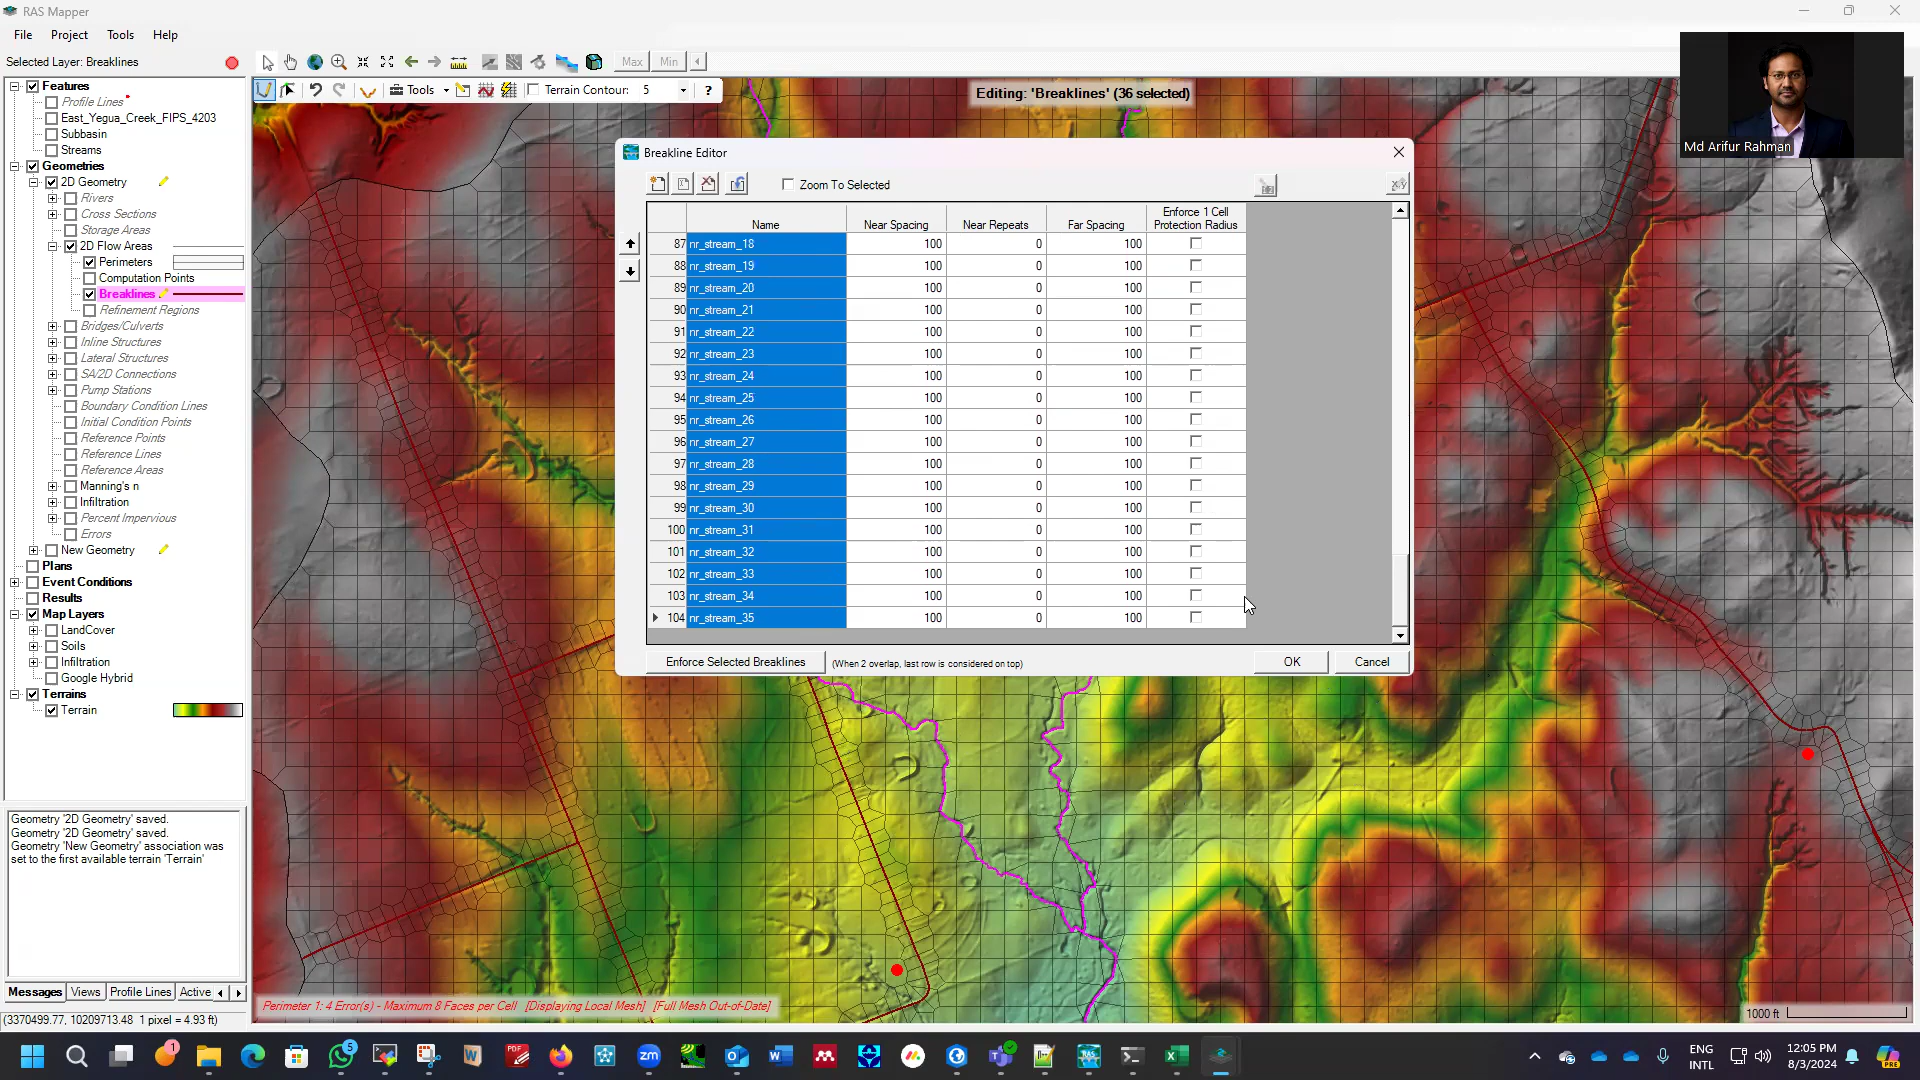 RAS Mapper
File Project Tools Help
Selected Layer: Breaklines
Max Min
Tools Terrain Contour: 5 ?
Editing: 'Breaklines' (36 selected)
Md Arifur Rahman
Features
Profile Lines
East_Yegua_Creek_FIPS_4203
Subbasin
Streams
Geometries
2D Geometry
Rivers
Cross Sections
Storage Areas
2D Flow Areas
Perimeters
Computation Points
Breaklines
Refinement Regions
Bridges/Culverts
Inline Structures
Lateral Structures
SA/2D Connections
Pump Stations
Boundary Condition Lines
Initial Condition Points
Reference Points
Reference Lines
Reference Areas
Manning's n
Infiltration
Percent Impervious
Errors
New Geometry
Plans
Event Conditions
Results
Map Layers
LandCover
Soils
Infiltration
Google Hybrid
Terrains
Terrain
Breakline Editor
Zoom To Selected
Name Near Spacing Near Repeats Far Spacing Enforce 1 Cell Protection Radius
87 nr_stream_18 100 0 100
88 nr_stream_19 100 0 100
89 nr_stream_20 100 0 100
90 nr_stream_21 100 0 100
91 nr_stream_22 100 0 100
92 nr_stream_23 100 0 100
93 nr_stream_24 100 0 100
94 nr_stream_25 100 0 100
95 nr_stream_26 100 0 100
96 nr_stream_27 100 0 100
97 nr_stream_28 100 0 100
98 nr_stream_29 100 0 100
99 nr_stream_30 100 0 100
100 nr_stream_31 100 0 100
101 nr_stream_32 100 0 100
102 nr_stream_33 100 0 100
103 nr_stream_34 100 0 100
104 nr_stream_35 100 0 100
Enforce Selected Breaklines (When 2 overlap, last row is considered on top) OK Cancel
Geometry '2D Geometry' saved.
Geometry '2D Geometry' saved.
Geometry 'New Geometry' association was
set to the first available terrain 'Terrain'
Messages Views Profile Lines Active
(3370499.77, 10209713.48 1 pixel = 4.93 ft)
Perimeter 1: 4 Error(s) - Maximum 8 Faces per Cell [Displaying Local Mesh] [Full Mesh Out-of-Date]
1000 ft
1
5
zm
PDF
ENG
INTL
12:05 PM
8/3/2024
PRE